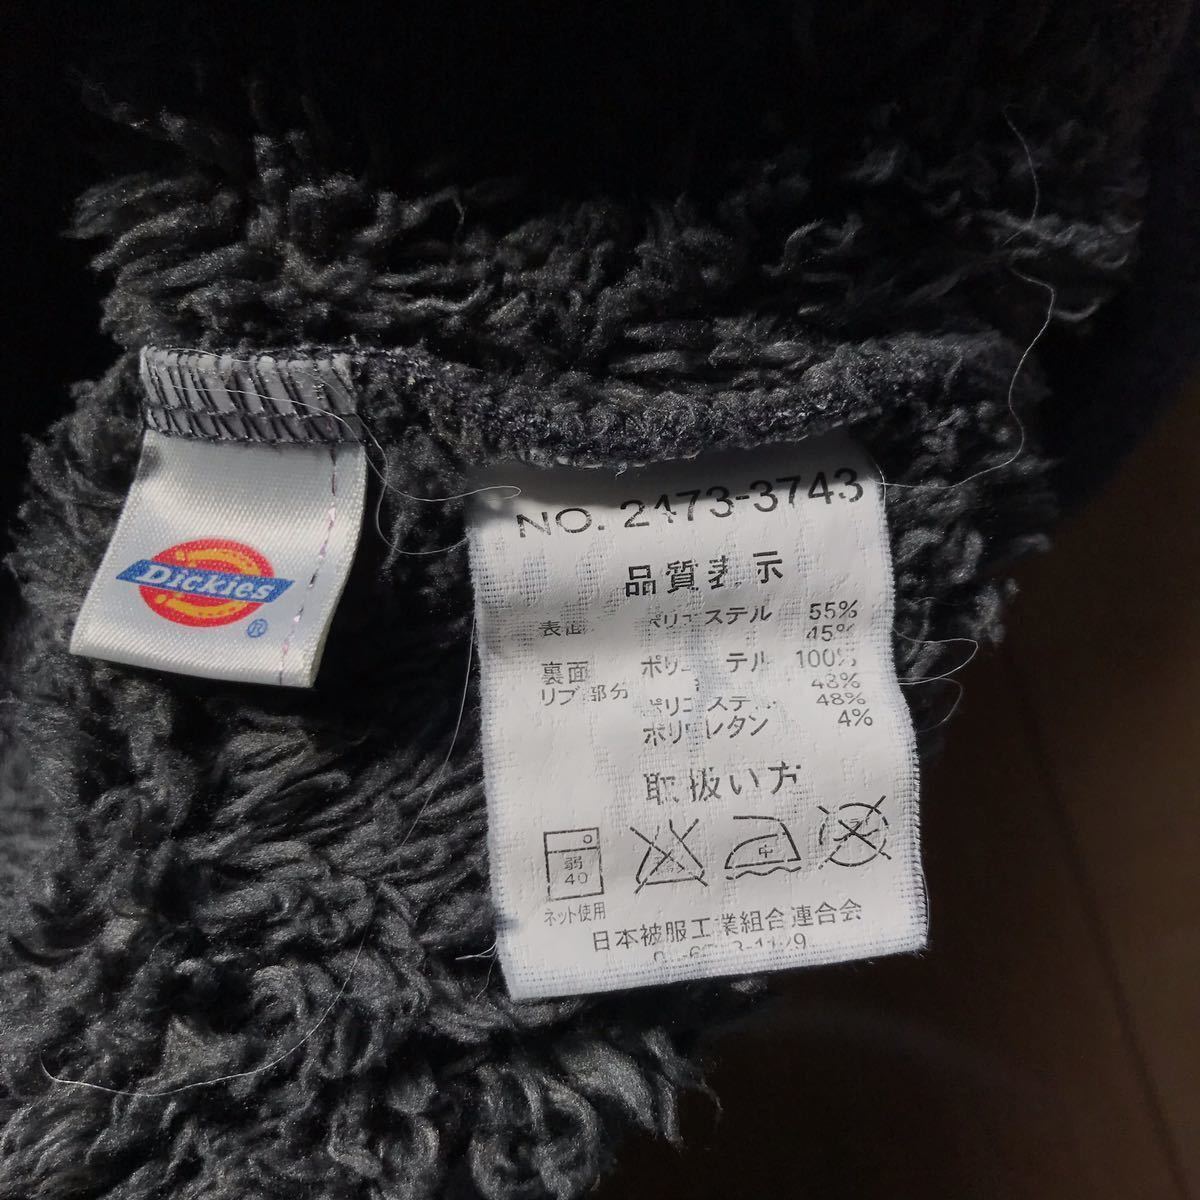 Dickies
®
NO. 2473-3743
品質表示
表面 ポリエステル 55%
45%
裏面 ポリエステル 100%
リブ部分 48%
ポリエステル 48%
ポリウレタン 4%
取扱い方
弱
40
中
ネット使用
日本被服工業組合連合会